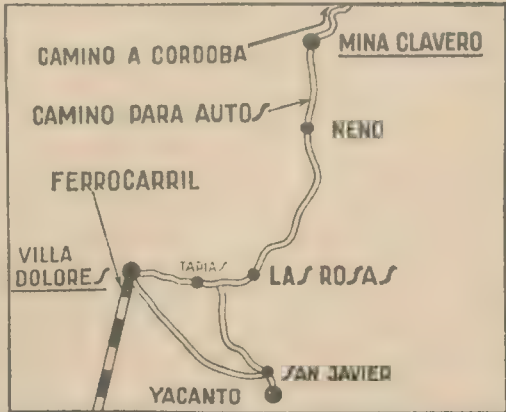 CAMINO A CORDOBA
MINA CLAVERO
CAMINO PARA AUTOS
NENO
FERROCARRIL
VILLA
DOLORES
TAPIAS
LAS ROSAS
SAN JAVIER
YACANTO